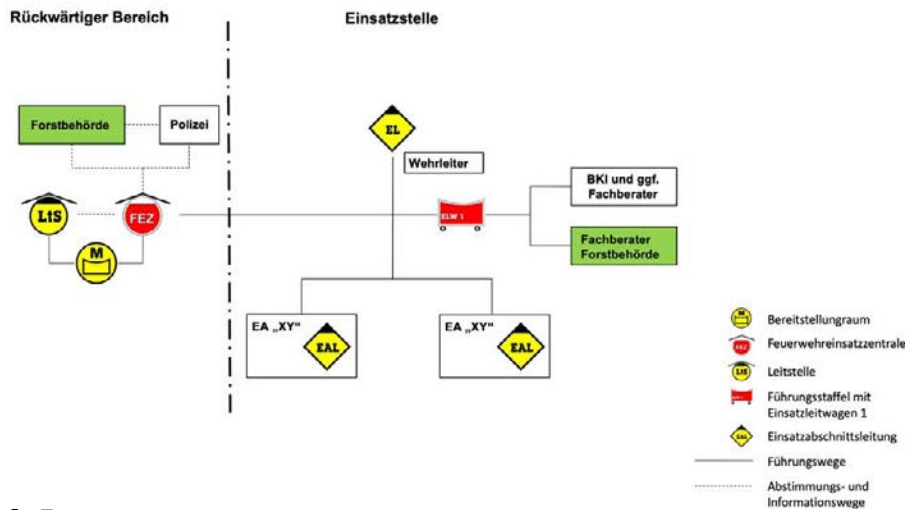 Rückwärtiger Bereich
Einsatzstelle
Forstbehörde
Polizei
EL
Wehrleiter
LtS
FEZ
M
ELW 1
BKI und ggf.
Fachberater
Fachberater
Forstbehörde
EA „XY“
EAL
EA „XY“
EAL
M
Bereitstellungraum
FEZ
Feuerwehreinsatzzentrale
LtS
Leitstelle
Führungsstaffel mit
Einsatzleitwagen 1
EAL
Einsatzabschnittsleitung
Führungswege
Abstimmungs- und
Informationswege